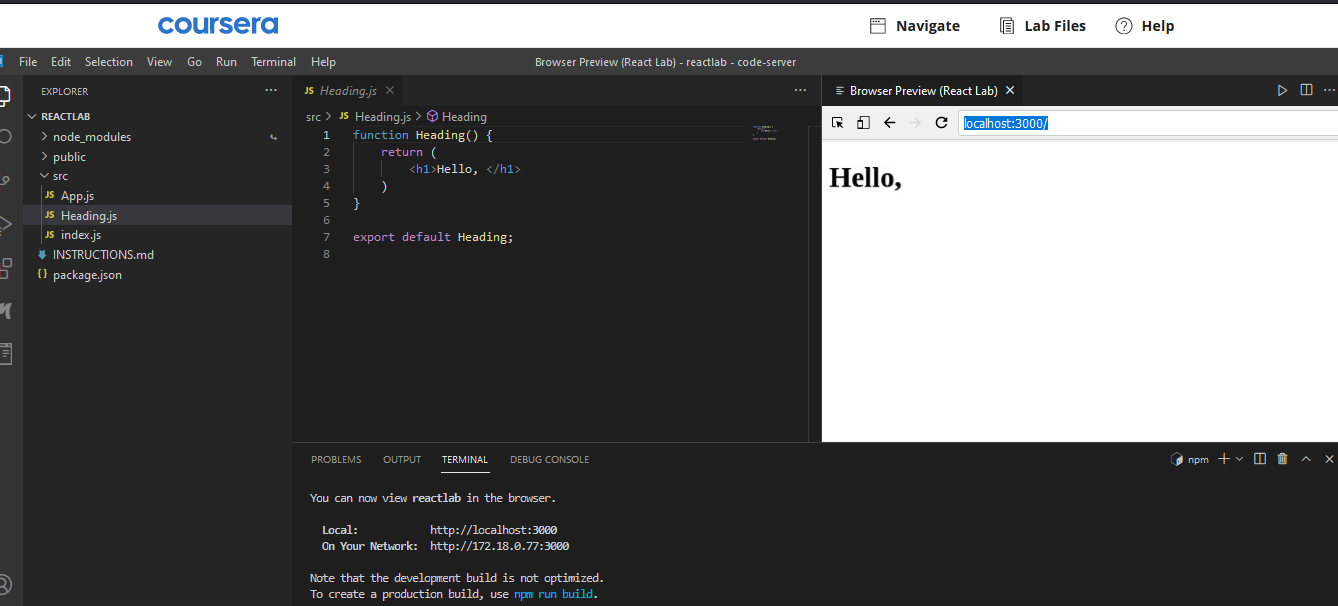 coursera
Navigate
Lab Files
Help
File Edit Selection View Go Run Terminal Help
Browser Preview (React Lab) - reactlab - code-server
EXPLORER
REACTLAB
node_modules
public
src
JS App.js
JS Heading.js
JS index.js
INSTRUCTIONS.md
{} package.json
JS Heading.js
src > JS Heading.js > Heading
1 function Heading() {
2 return (
3 <h1>Hello, </h1>
4 )
5 }
6
7 export default Heading;
8
Browser Preview (React Lab)
localhost:3000/
Hello,
PROBLEMS OUTPUT TERMINAL DEBUG CONSOLE
npm
You can now view reactlab in the browser.
Local: http://localhost:3000
On Your Network: http://172.18.0.77:3000
Note that the development build is not optimized.
To create a production build, use npm run build.